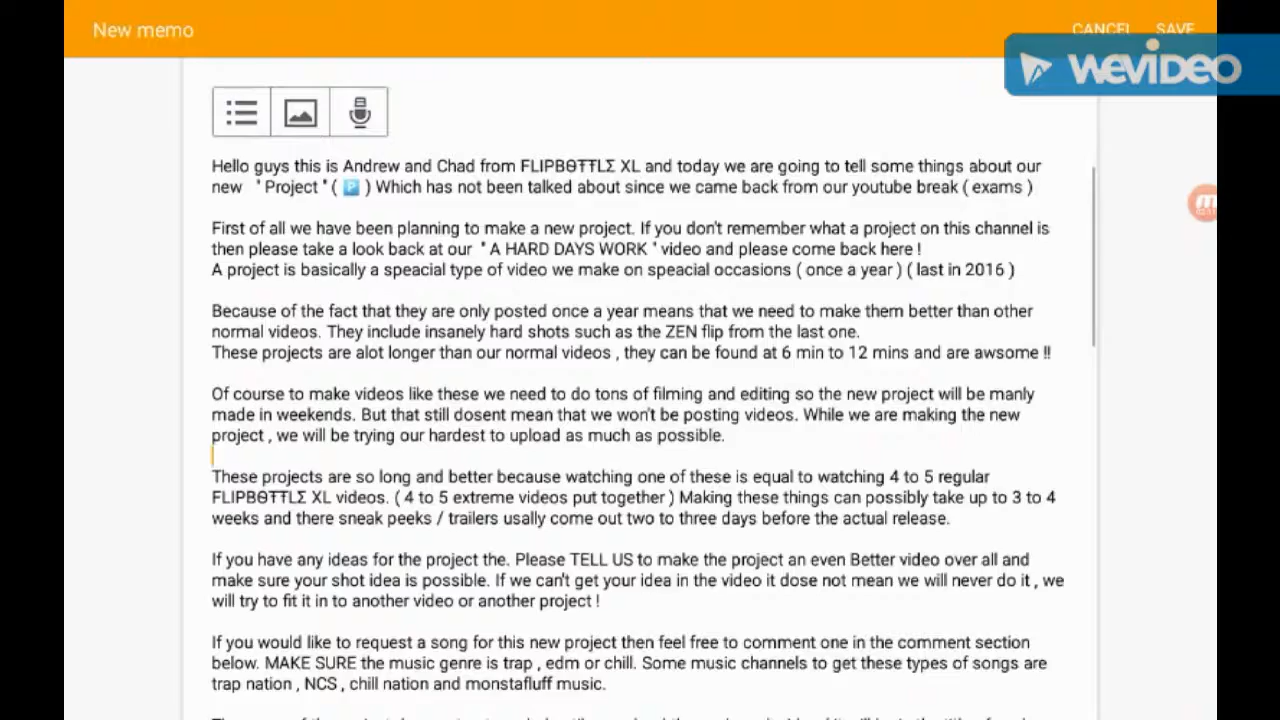 New memo
CANCEL SAVE
WEVIDEO
Hello guys this is Andrew and Chad from FLIPBӨŦŦLΣ XL and today we are going to tell some things about our
new " Project " ( 🅿 ) Which has not been talked about since we came back from our youtube break ( exams )
First of all we have been planning to make a new project. If you don't remember what a project on this channel is
then please take a look back at our " A HARD DAYS WORK " video and please come back here !
A project is basically a speacial type of video we make on speacial occasions ( once a year ) ( last in 2016 )
Because of the fact that they are only posted once a year means that we need to make them better than other
normal videos. They include insanely hard shots such as the ZEN flip from the last one.
These projects are alot longer than our normal videos , they can be found at 6 min to 12 mins and are awsome !!
Of course to make videos like these we need to do tons of filming and editing so the new project will be manly
made in weekends. But that still dosent mean that we won't be posting videos. While we are making the new
project , we will be trying our hardest to upload as much as possible.
These projects are so long and better because watching one of these is equal to watching 4 to 5 regular
FLIPBӨŦŦLΣ XL videos. ( 4 to 5 extreme videos put together ) Making these things can possibly take up to 3 to 4
weeks and there sneak peeks / trailers usally come out two to three days before the actual release.
If you have any ideas for the project the. Please TELL US to make the project an even Better video over all and
make sure your shot idea is possible. If we can't get your idea in the video it dose not mean we will never do it , we
will try to fit it in to another video or another project !
If you would like to request a song for this new project then feel free to comment one in the comment section
below. MAKE SURE the music genre is trap , edm or chill. Some music channels to get these types of songs are
trap nation , NCS , chill nation and monstafluff music.